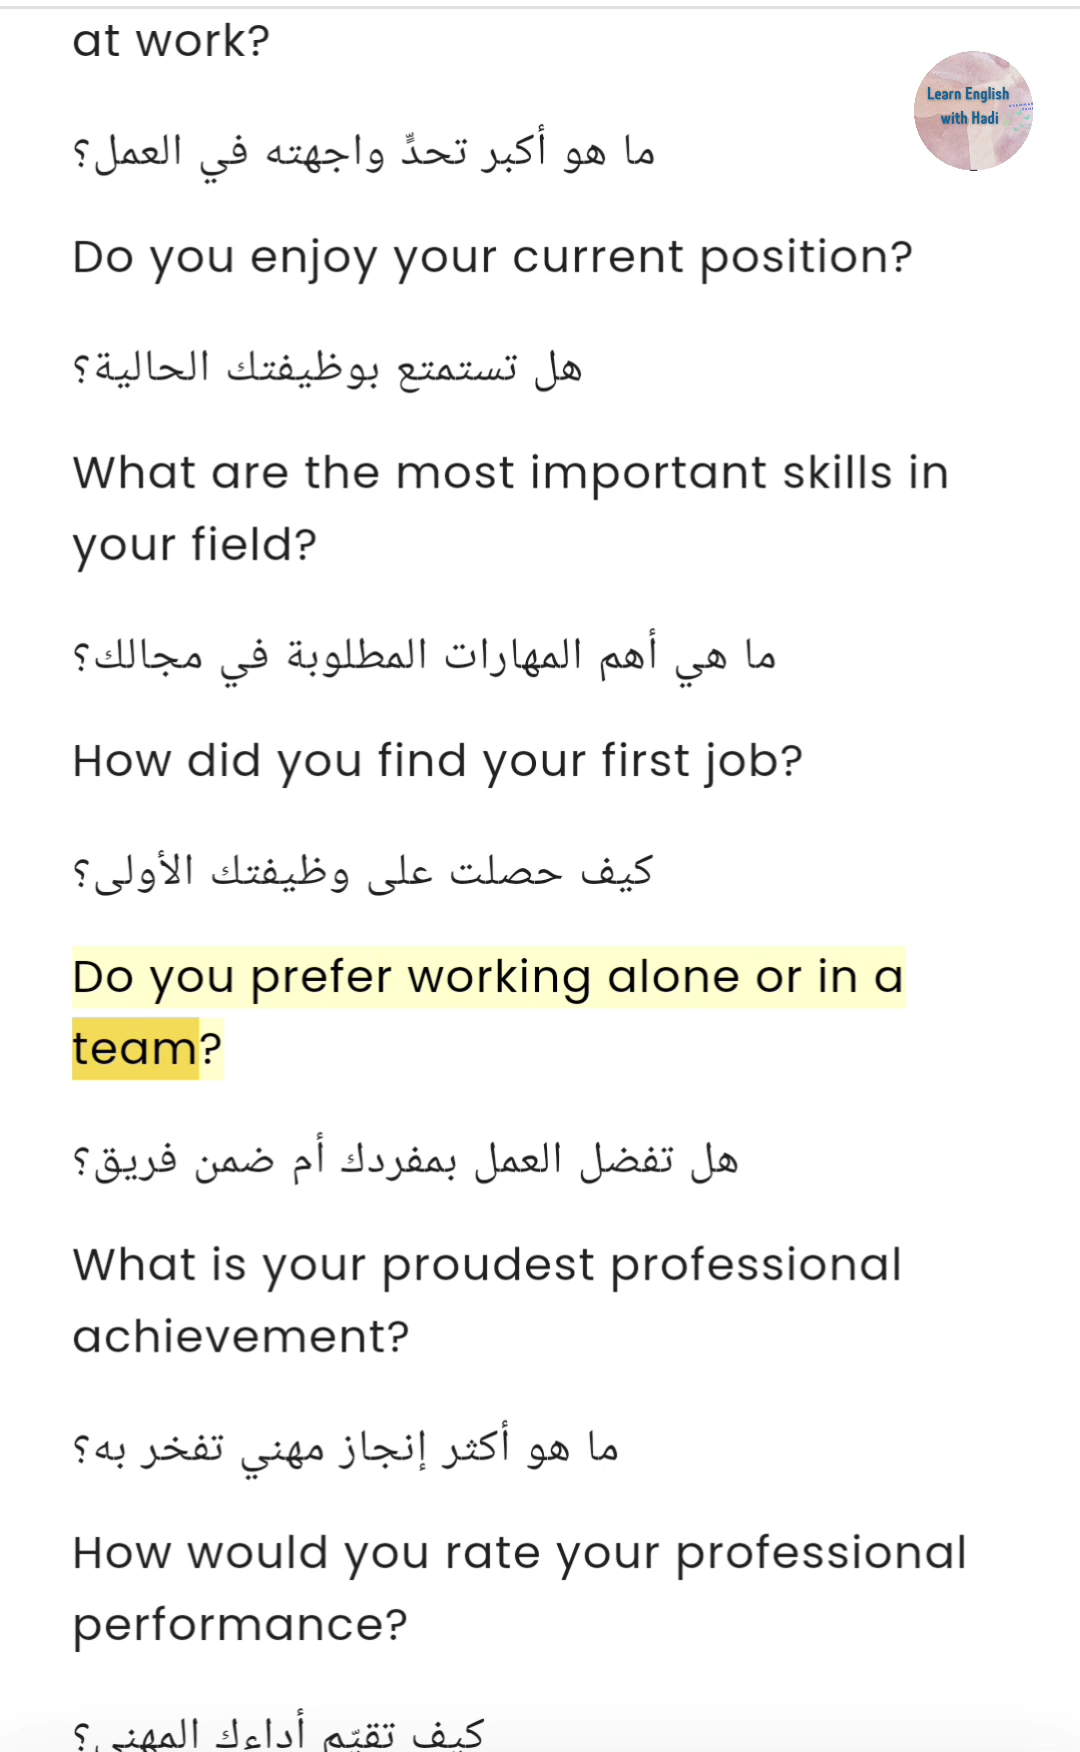 at work?
Learn English
with Hadi
ما هو أكبر تحدٍّ واجهته في العمل؟
Do you enjoy your current position?
هل تستمتع بوظيفتك الحالية؟
What are the most important skills in
your field?
ما هي أهم المهارات المطلوبة في مجالك؟
How did you find your first job?
كيف حصلت على وظيفتك الأولى؟
Do you prefer working alone or in a
team?
هل تفضل العمل بمفردك أم ضمن فريق؟
What is your proudest professional
achievement?
ما هو أكثر إنجاز مهني تفخر به؟
How would you rate your professional
performance?
كيف تقيّم أداءك المهني؟